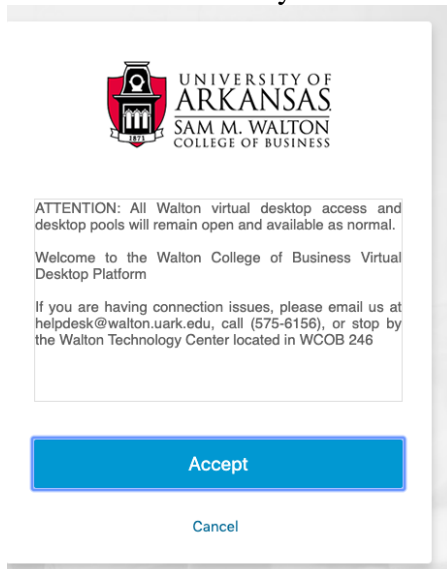 UNIVERSITY OF
ARKANSAS
SAM M. WALTON
COLLEGE OF BUSINESS
1871
ATTENTION: All Walton virtual desktop access and
desktop pools will remain open and available as normal.
Welcome to the Walton College of Business Virtual
Desktop Platform
If you are having connection issues, please email us at
helpdesk@walton.uark.edu, call (575-6156), or stop by
the Walton Technology Center located in WCOB 246
Accept
Cancel